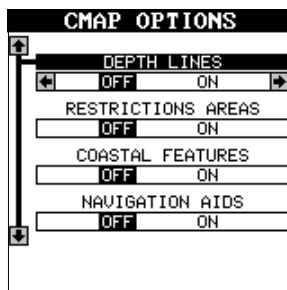 CMAP OPTIONS
DEPTH LINES
OFF ON
RESTRICTIONS AREAS
OFF ON
COASTAL FEATURES
OFF ON
NAVIGATION AIDS
OFF ON